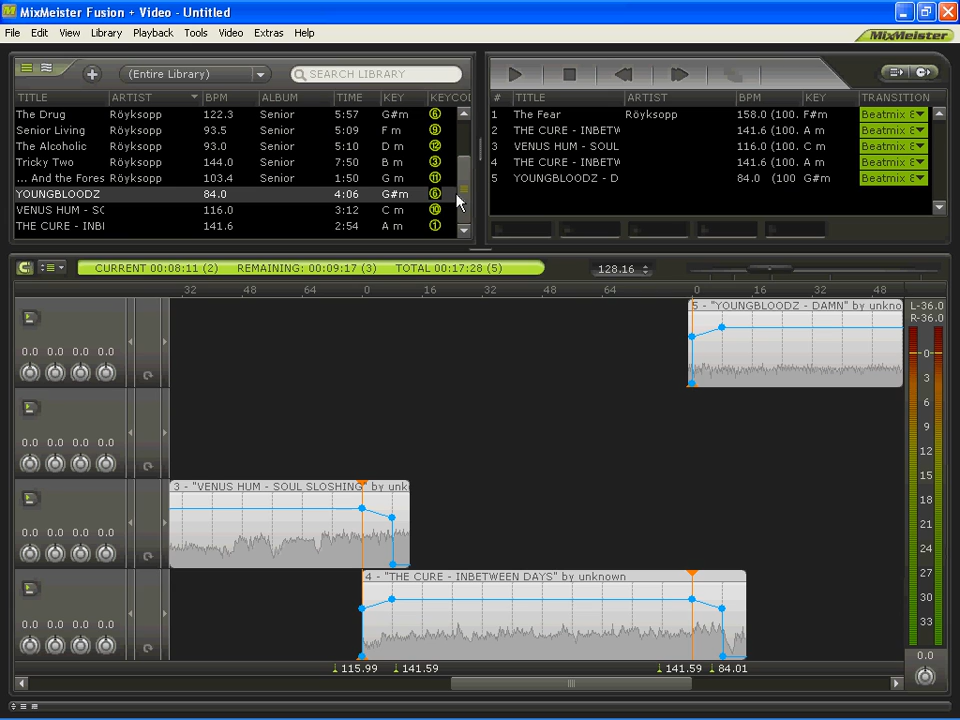 MixMeister Fusion + Video - Untitled
File Edit View Library Playback Tools Video Extras Help
MixMeister
(Entire Library) SEARCH LIBRARY
TITLE ARTIST BPM ALBUM TIME KEY KEYCO
The Drug Röyksopp 122.3 Senior 5:57 G#m 6
Senior Living Röyksopp 93.5 Senior 5:09 F m 9
The Alcoholic Röyksopp 93.0 Senior 5:10 D m
Tricky Two Röyksopp 144.0 Senior 7:50 B m 3
... And the Fores Röyksopp 103.4 Senior 1:50 G m 11
YOUNGBLOODZ 84.0 4:06 G#m 6
VENUS HUM - SO 116.0 3:12 C m 10
THE CURE - INBI 141.6 2:54 A m 1
# TITLE ARTIST BPM KEY TRANSITION
1 The Fear Röyksopp 158.0 (100. F#m Beatmix 8
2 THE CURE - INBETW 141.6 (100. A m Beatmix 8
3 VENUS HUM - SOUL 116.0 (100. C m Beatmix 8
4 THE CURE - INBETW 141.6 (100. A m Beatmix 8
5 YOUNGBLOODZ - D 84.0 (100 G#m Beatmix 8
CURRENT 00:08:11 (2) REMAINING: 00:09:17 (3) TOTAL 00:17:28 (5) 128.16
32 48 64 0 16 32 48 64 0 16 32 48
5 - "YOUNGBLOODZ - DAMN" by unkno
L-36.0
R-36.0
0.0 0.0 0.0 0.0
0.0 0.0 0.0 0.0
3 - "VENUS HUM - SOUL SLOSHING" by unk
0.0 0.0 0.0 0.0
4 - "THE CURE - INBETWEEN DAYS" by unknown
0.0 0.0 0.0 0.0
0
3
6
9
12
15
18
21
24
27
30
33
0.0
115.99 141.59 141.59 84.01